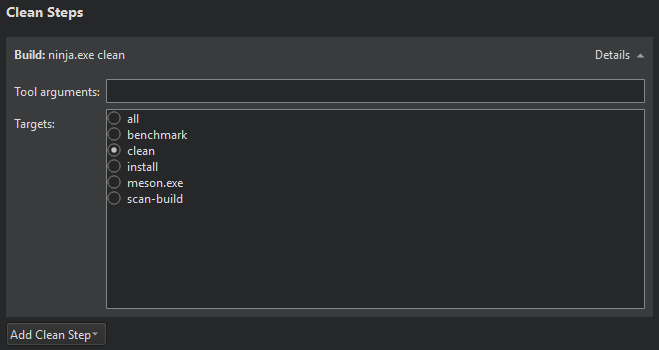 Clean Steps
Build: ninja.exe clean
Details
Tool arguments:
Targets:
all
benchmark
clean
install
meson.exe
scan-build
Add Clean Step